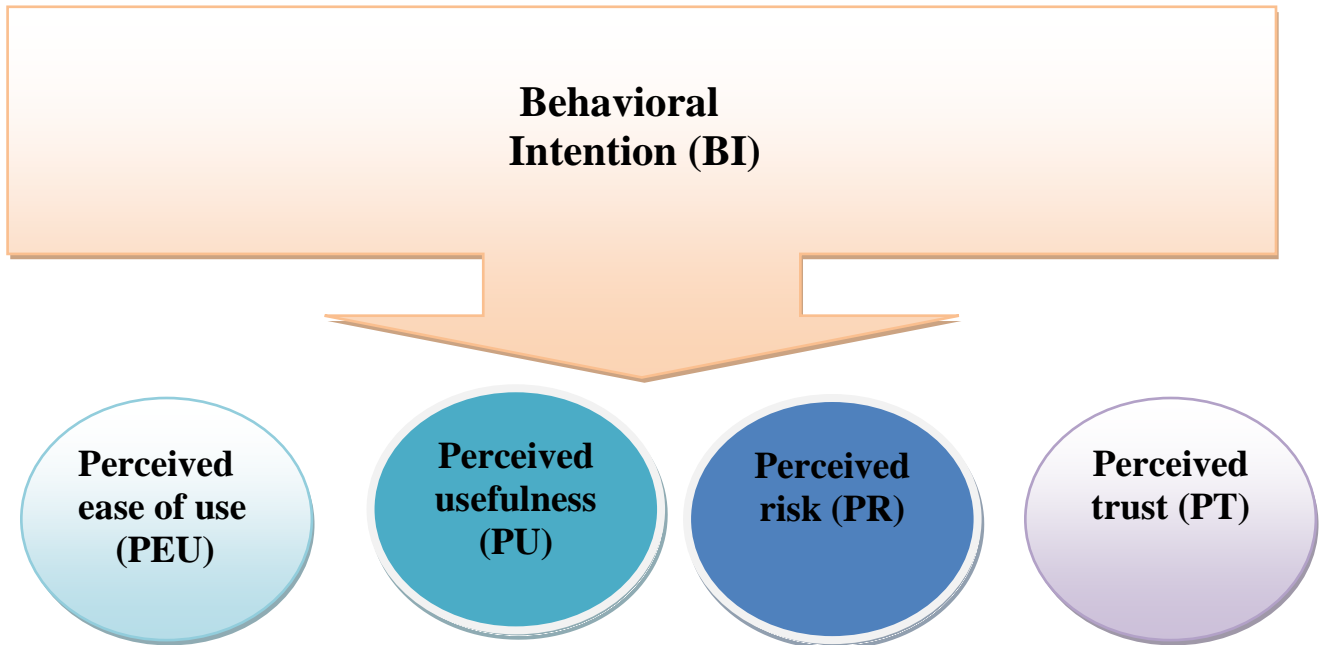 Behavioral
Intention (BI)
Perceived
ease of use
(PEU)
Perceived
usefulness
(PU)
Perceived
risk (PR)
Perceived
trust (PT)